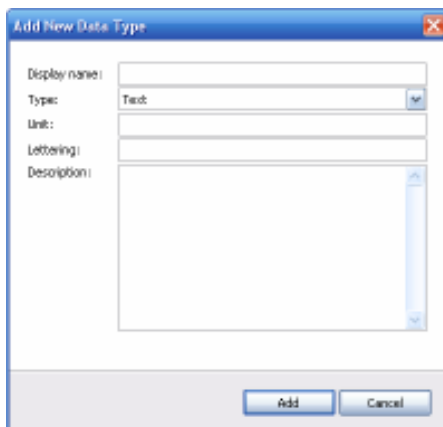 Add New Data Type
Display name:
Type: Text
Unit:
Lettering:
Description:
Add Cancel